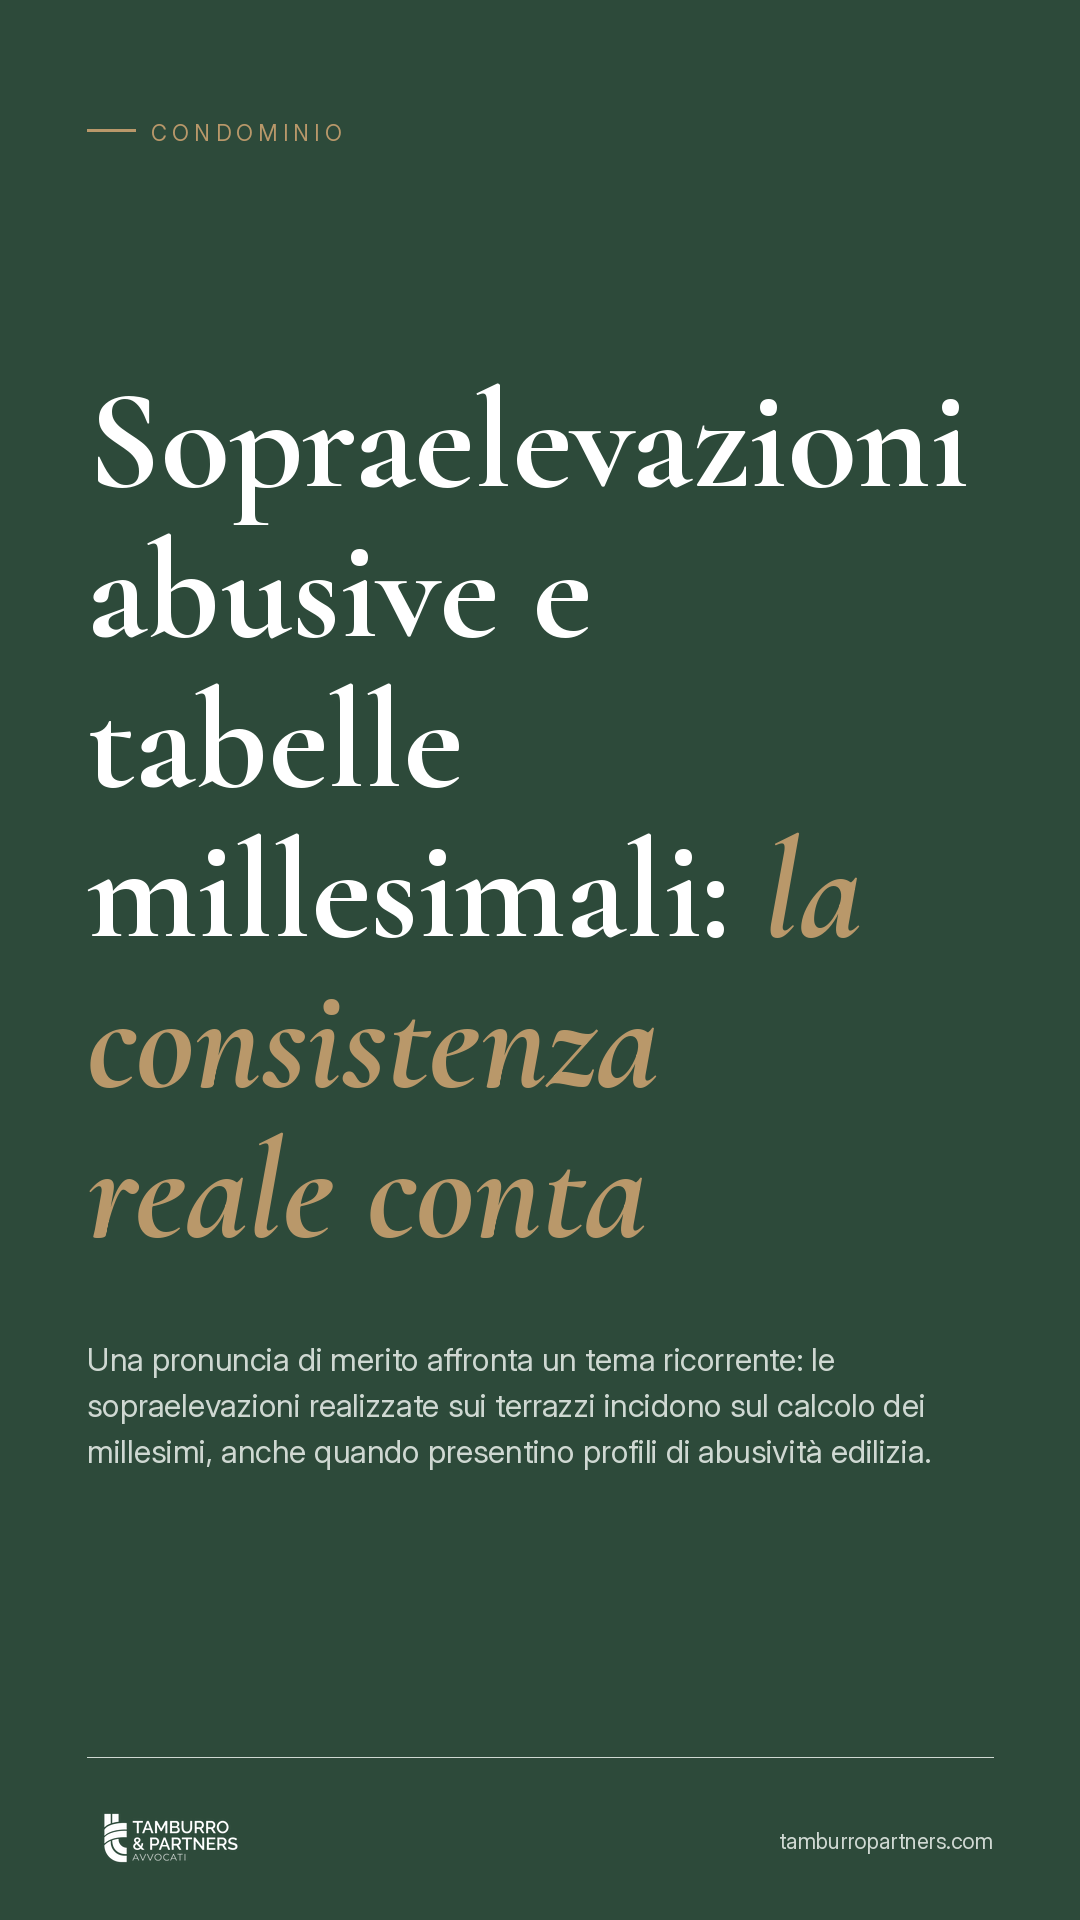 CONDOMINIO
Sopraelevazioni
abusive e
tabelle
millesimali: la
consistenza
reale conta
Una pronuncia di merito affronta un tema ricorrente: le
sopraelevazioni realizzate sui terrazzi incidono sul calcolo dei
millesimi, anche quando presentino profili di abusività edilizia.
TAMBURRO
& PARTNERS
AVVOCATI
tamburropartners.com